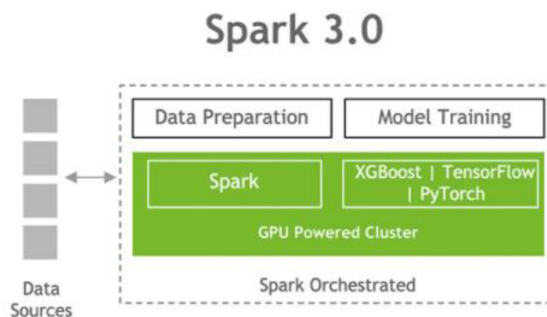 Spark 3.0
Data Preparation
Model Training
Spark
XGBoost | TensorFlow
| PyTorch
GPU Powered Cluster
Spark Orchestrated
Data
Sources